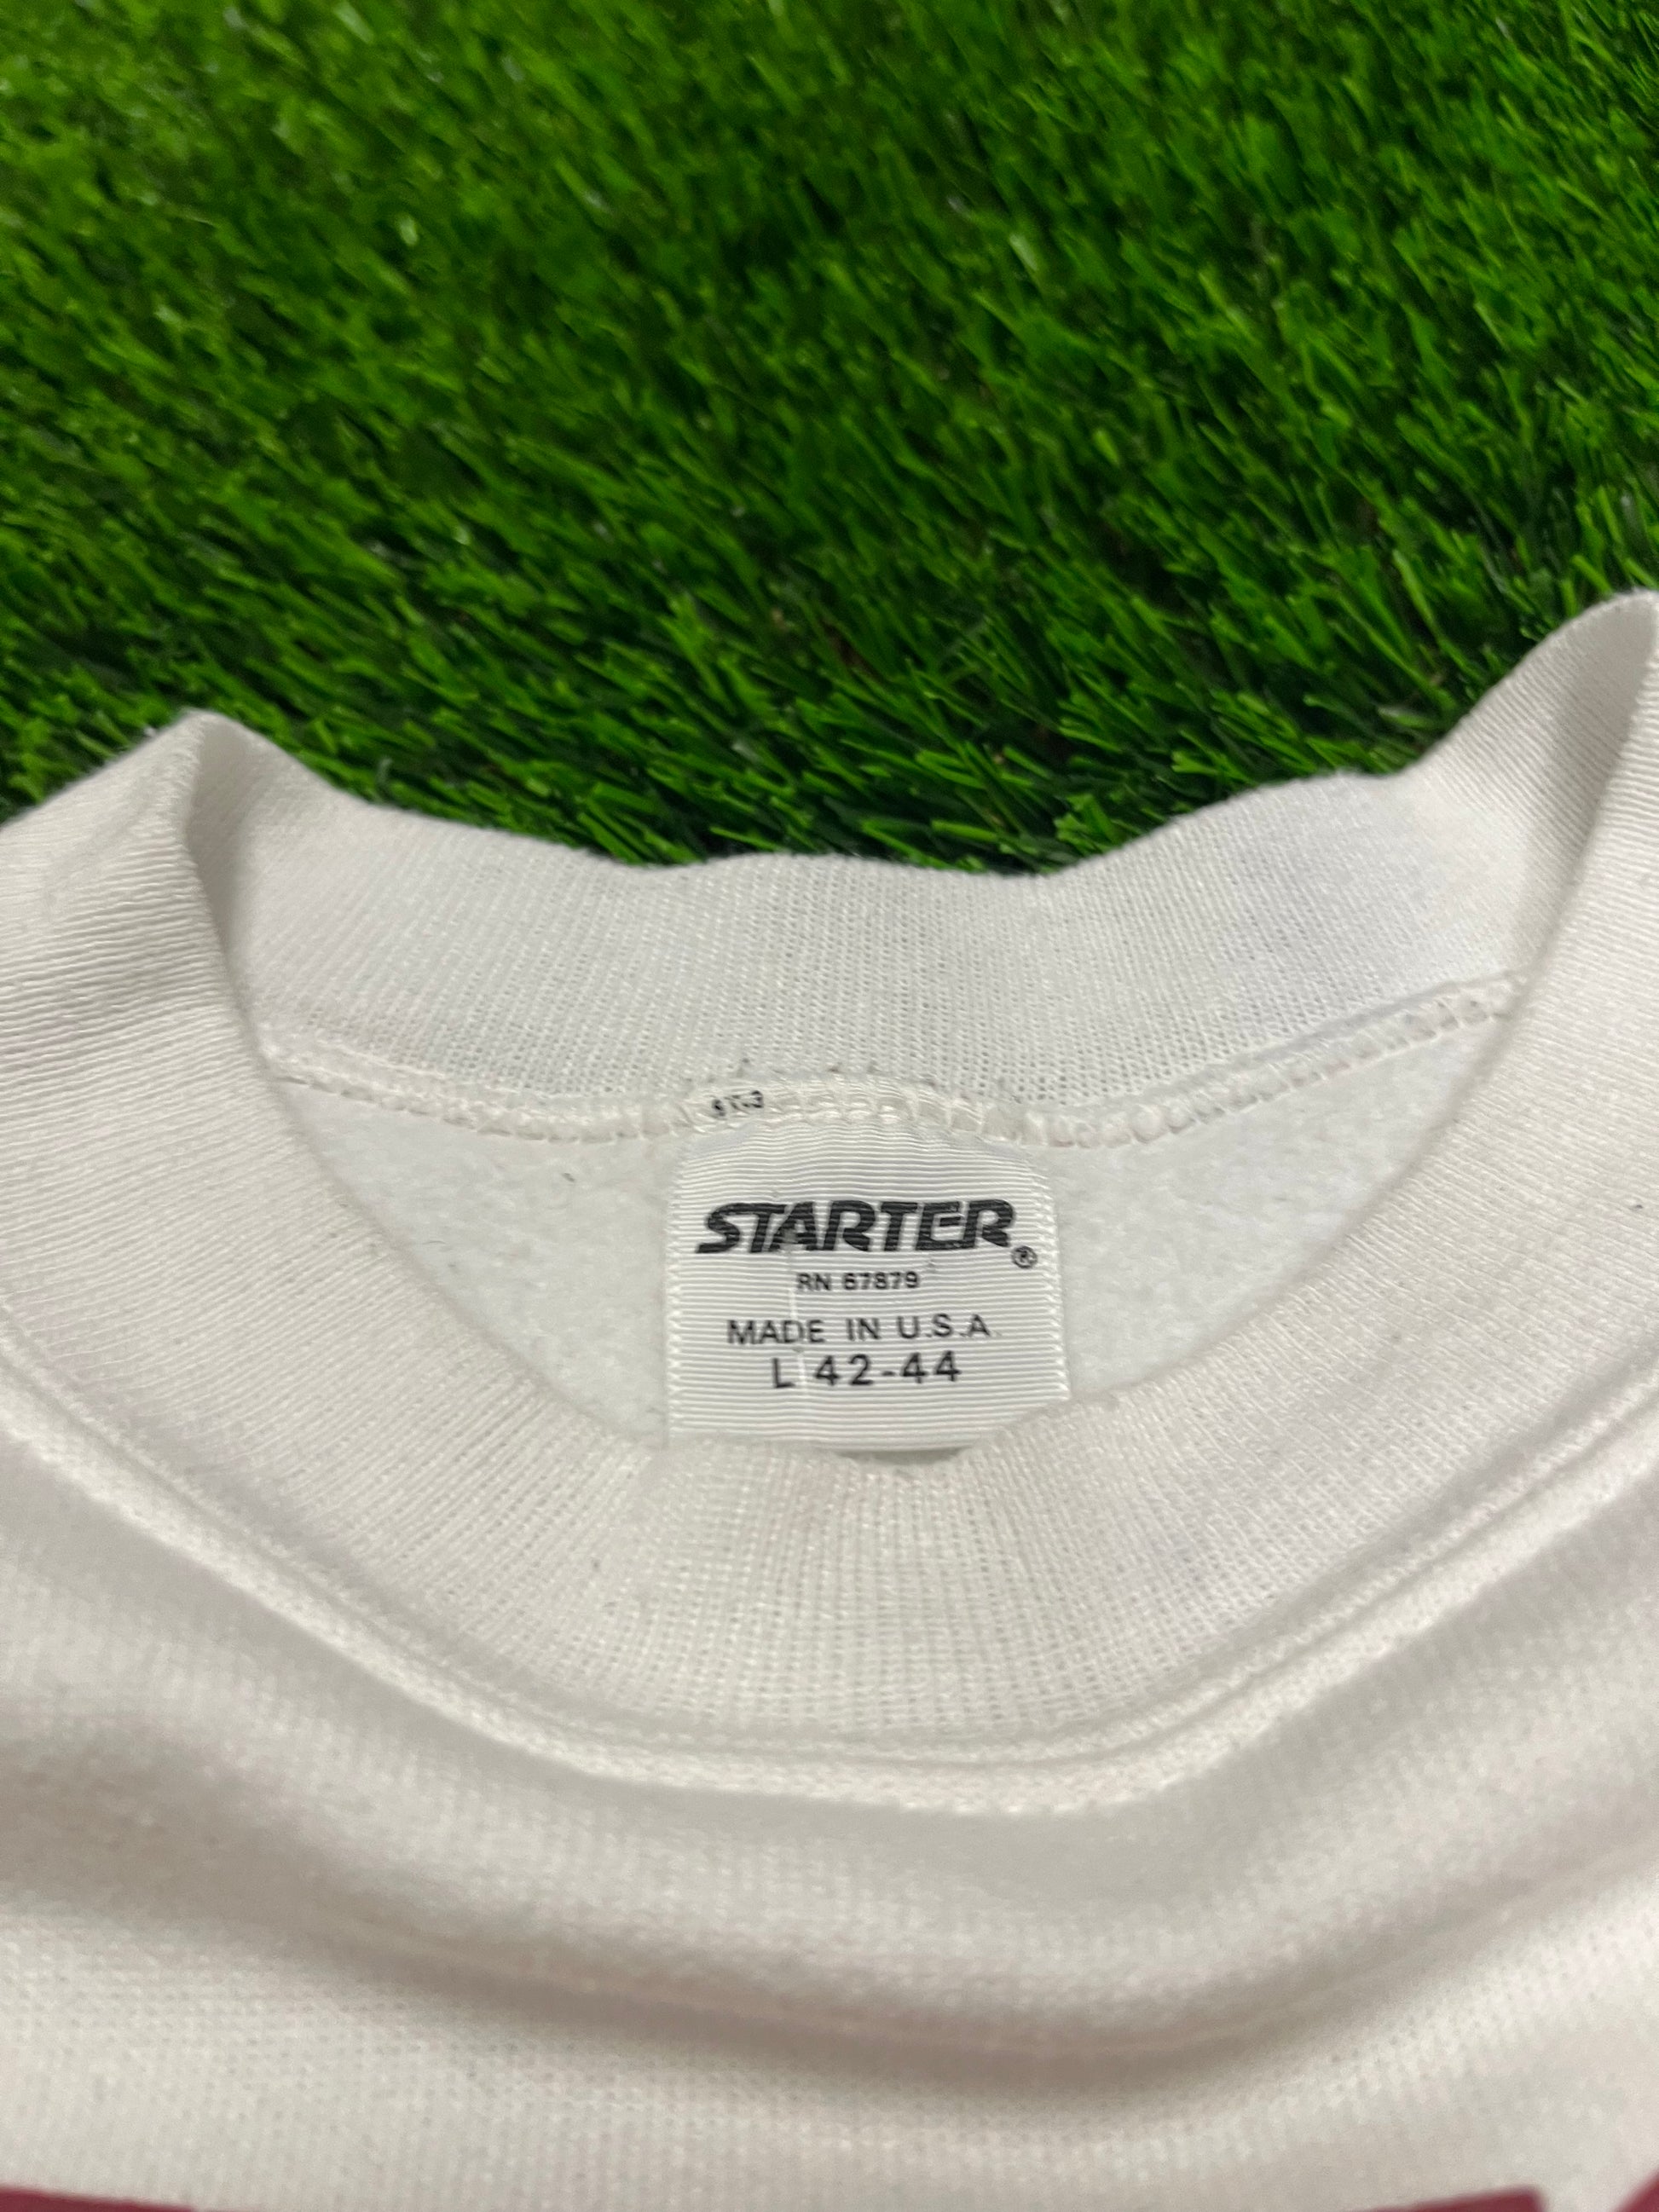 STARTER®
RN 67879
MADE IN U.S.A.
L 42-44